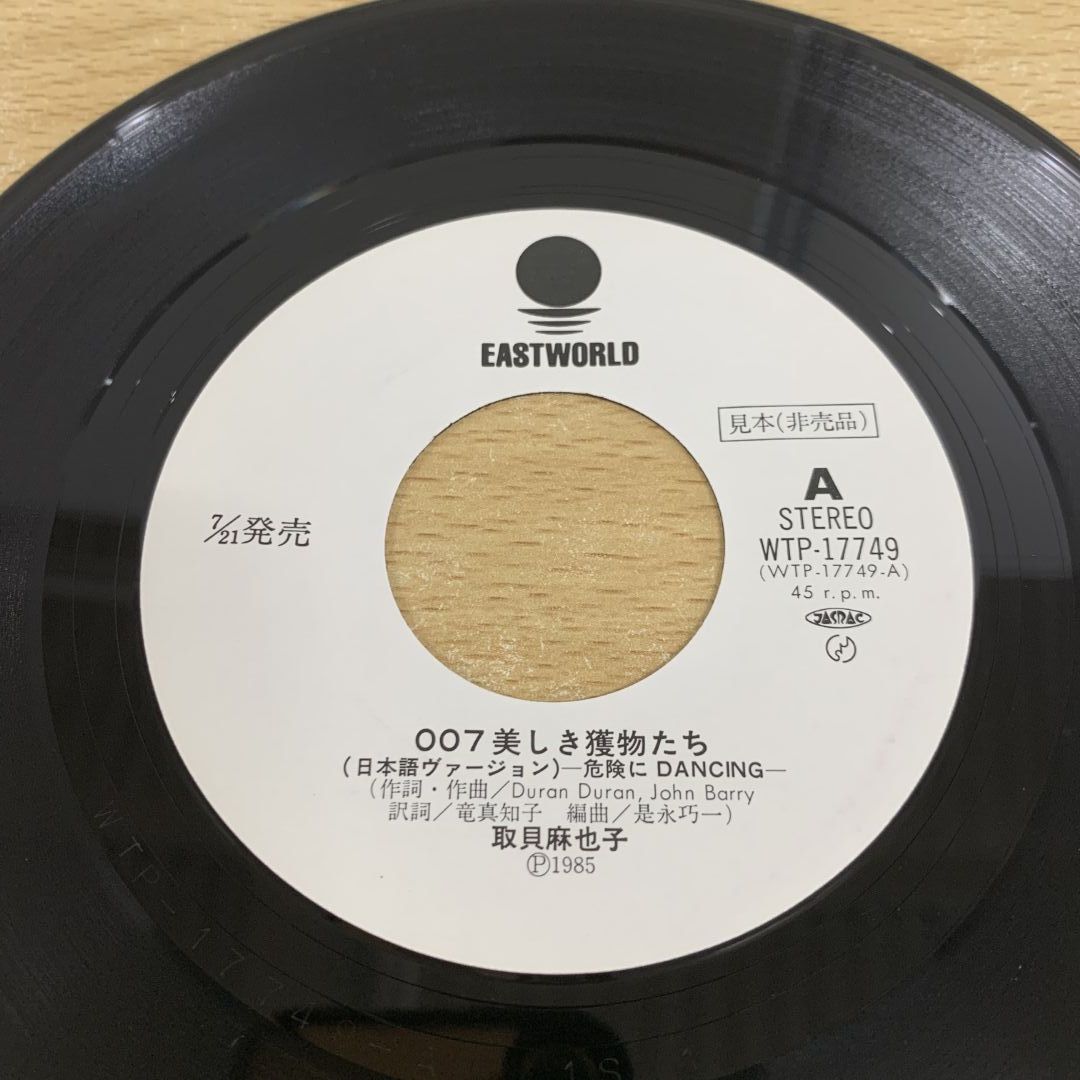 EASTWORLD
見本(非売品)
A
STEREO
WTP-17749
(WTP-17749-A)
45 r.p.m.
JASRAC
7/21発売
007美しき獲物たち
(日本語ヴァージョン)—危険に DANCING—
(作詞・作曲/Duran Duran, John Barry
訳詞/竜真知子 編曲/是永巧一)
取貝麻也子
Ⓟ1985